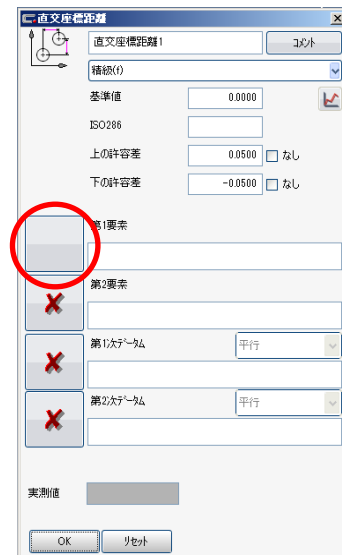 直交座標距離
直交座標距離1
コメント
精級(f)
基準値 0.0000
ISO286
上の許容差 0.0500 なし
下の許容差 -0.0500 なし
第1要素
第2要素
第1次データム 平行
第2次データム 平行
実測値
OK リセット